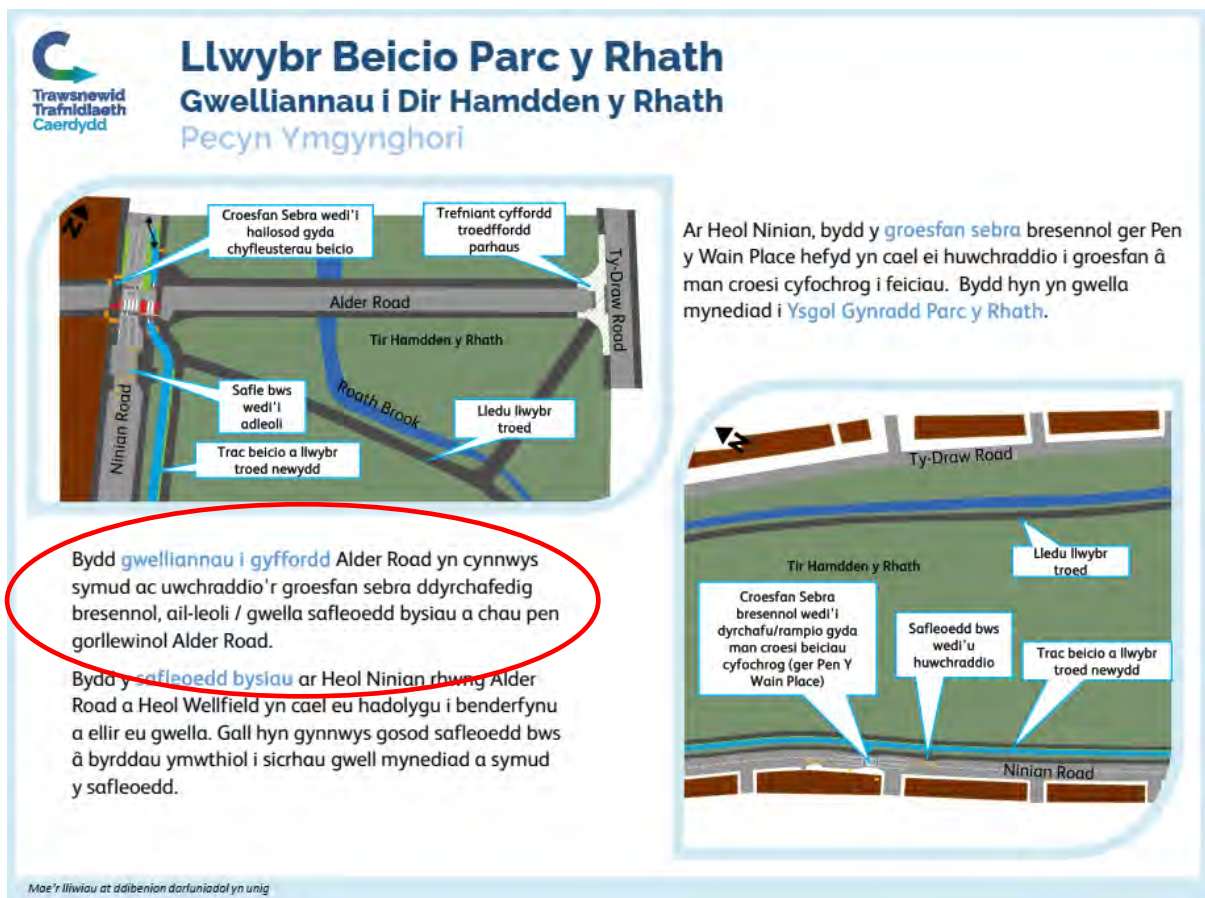 Trawsnewid
Trafnidiaeth
Caerdydd
Llwybr Beicio Parc y Rhath
Gwelliannau i Dir Hamdden y Rhath
Pecyn Ymgynghori
N
Croesfan Sebra wedi'i
hailosod gyda
chyfleusterau beicio
Trefniant cyffordd
troedffordd
parhaus
Ty-Draw Road
Alder Road
Tir Hamdden y Rhath
Safle bws
wedi'i
adleoli
Roath Brook
Lledu llwybr
troed
Ninian Road
Trac beicio a llwybr
troed newydd
Bydd gwelliannau i gyffordd Alder Road yn cynnwys
symud ac uwchraddio'r groesfan sebra ddyrchafedig
bresennol, ail-leoli / gwella safleoedd bysiau a chau pen
gorllewinol Alder Road.
Bydd y safleoedd bysiau ar Heol Ninian rhwng Alder
Road a Heol Wellfield yn cael eu hadolygu i benderfynu
a ellir eu gwella. Gall hyn gynnwys gosod safleoedd bws
â byrddau ymwthiol i sicrhau gwell mynediad a symud
y safleoedd.
Ar Heol Ninian, bydd y groesfan sebra bresennol ger Pen
y Wain Place hefyd yn cael ei huwchraddio i groesfan â
man croesi cyfochrog i feiciau. Bydd hyn yn gwella
mynediad i Ysgol Gynradd Parc y Rhath.
N
Ty-Draw Road
Lledu llwybr
troed
Tir Hamdden y Rhath
Croesfan Sebra
bresennol wedi'i
dyrchafu/rampio gyda
man croesi beiciau
cyfochrog (ger Pen Y
Wain Place)
Safleoedd bws
wedi'u
huwchraddio
Trac beicio a llwybr
troed newydd
Ninian Road
Mae'r lliwiau at ddibenion darluniadol yn unig